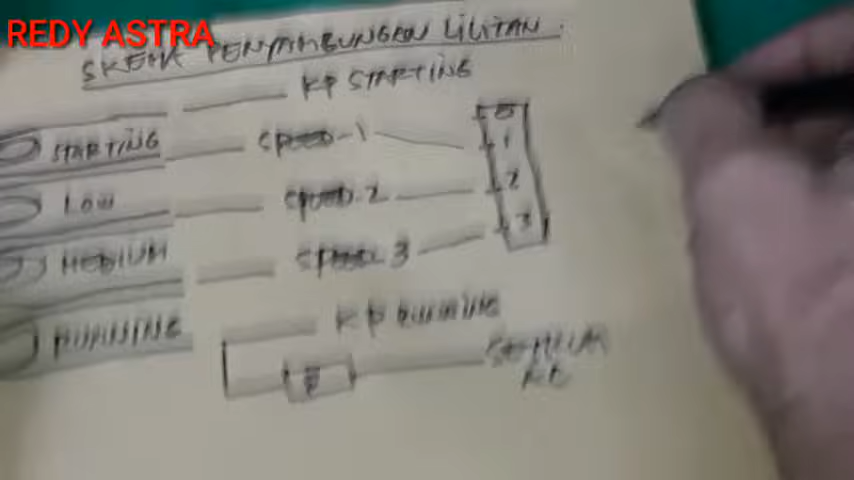 REDY ASTRA
SKEMA PENYAMBUNGAN LILITAN
KP STARTING
STARTING SPEED-1 0
1
LOW SPEED-2 2
MEDIUM SPEED 3 3
RUNNING KP RUNNING
F